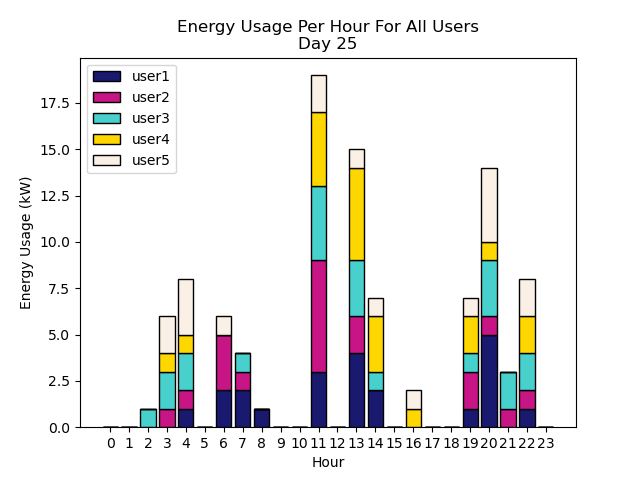 Energy Usage Per Hour For All Users
Day 25
user1
user2
user3
user4
user5
Energy Usage (kW)
17.5
15.0
12.5
10.0
7.5
5.0
2.5
0.0
0 1 2 3 4 5 6 7 8 9 10 11 12 13 14 15 16 17 18 19 20 21 22 23
Hour